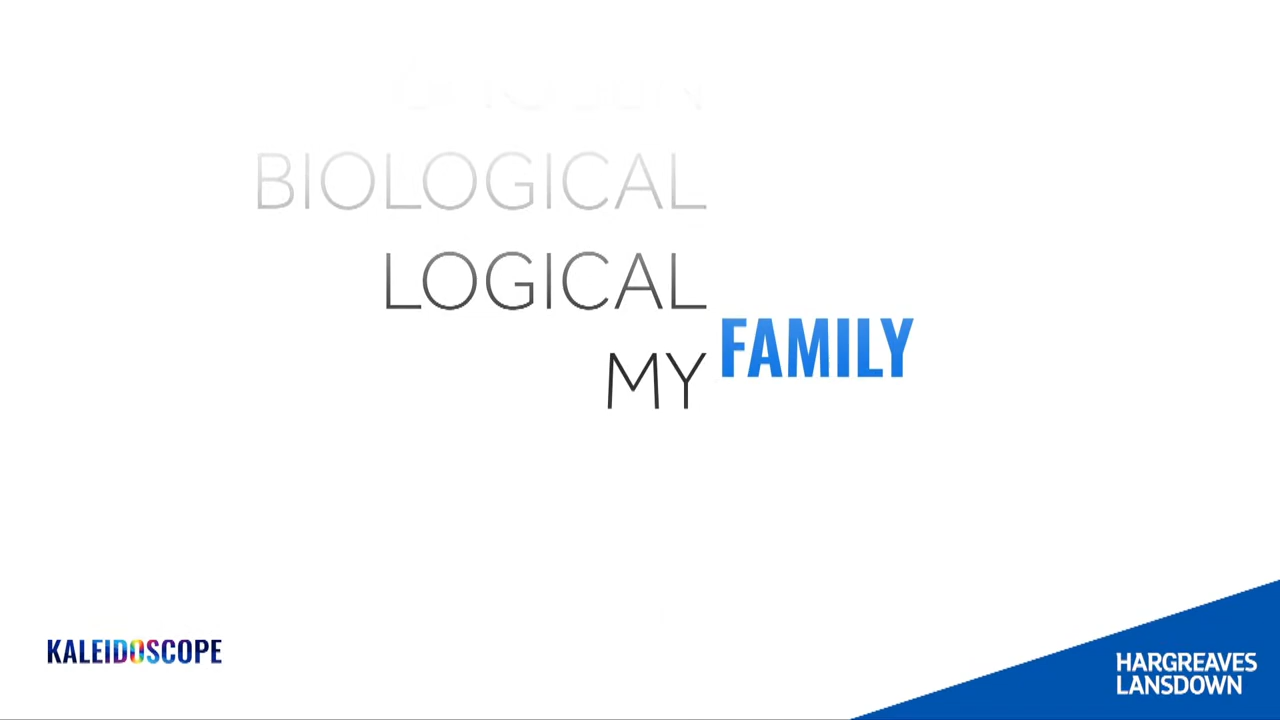 BIOLOGICAL
LOGICAL
FAMILY
MY
KALEIDOSCOPE
HARGREAVES
LANSDOWN